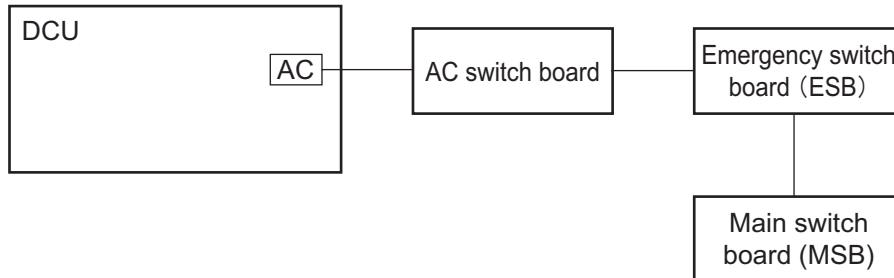 DCU
AC
AC switch board
Emergency switch
board（ESB）
Main switch
board (MSB)